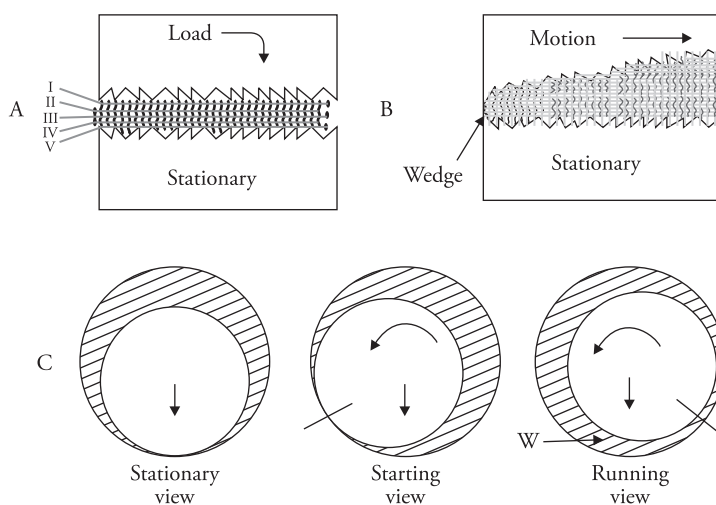 Load
Motion
I
II
III
IV
V
A
B
Stationary
Stationary
Wedge
C
W
Stationary
view
Starting
view
Running
view